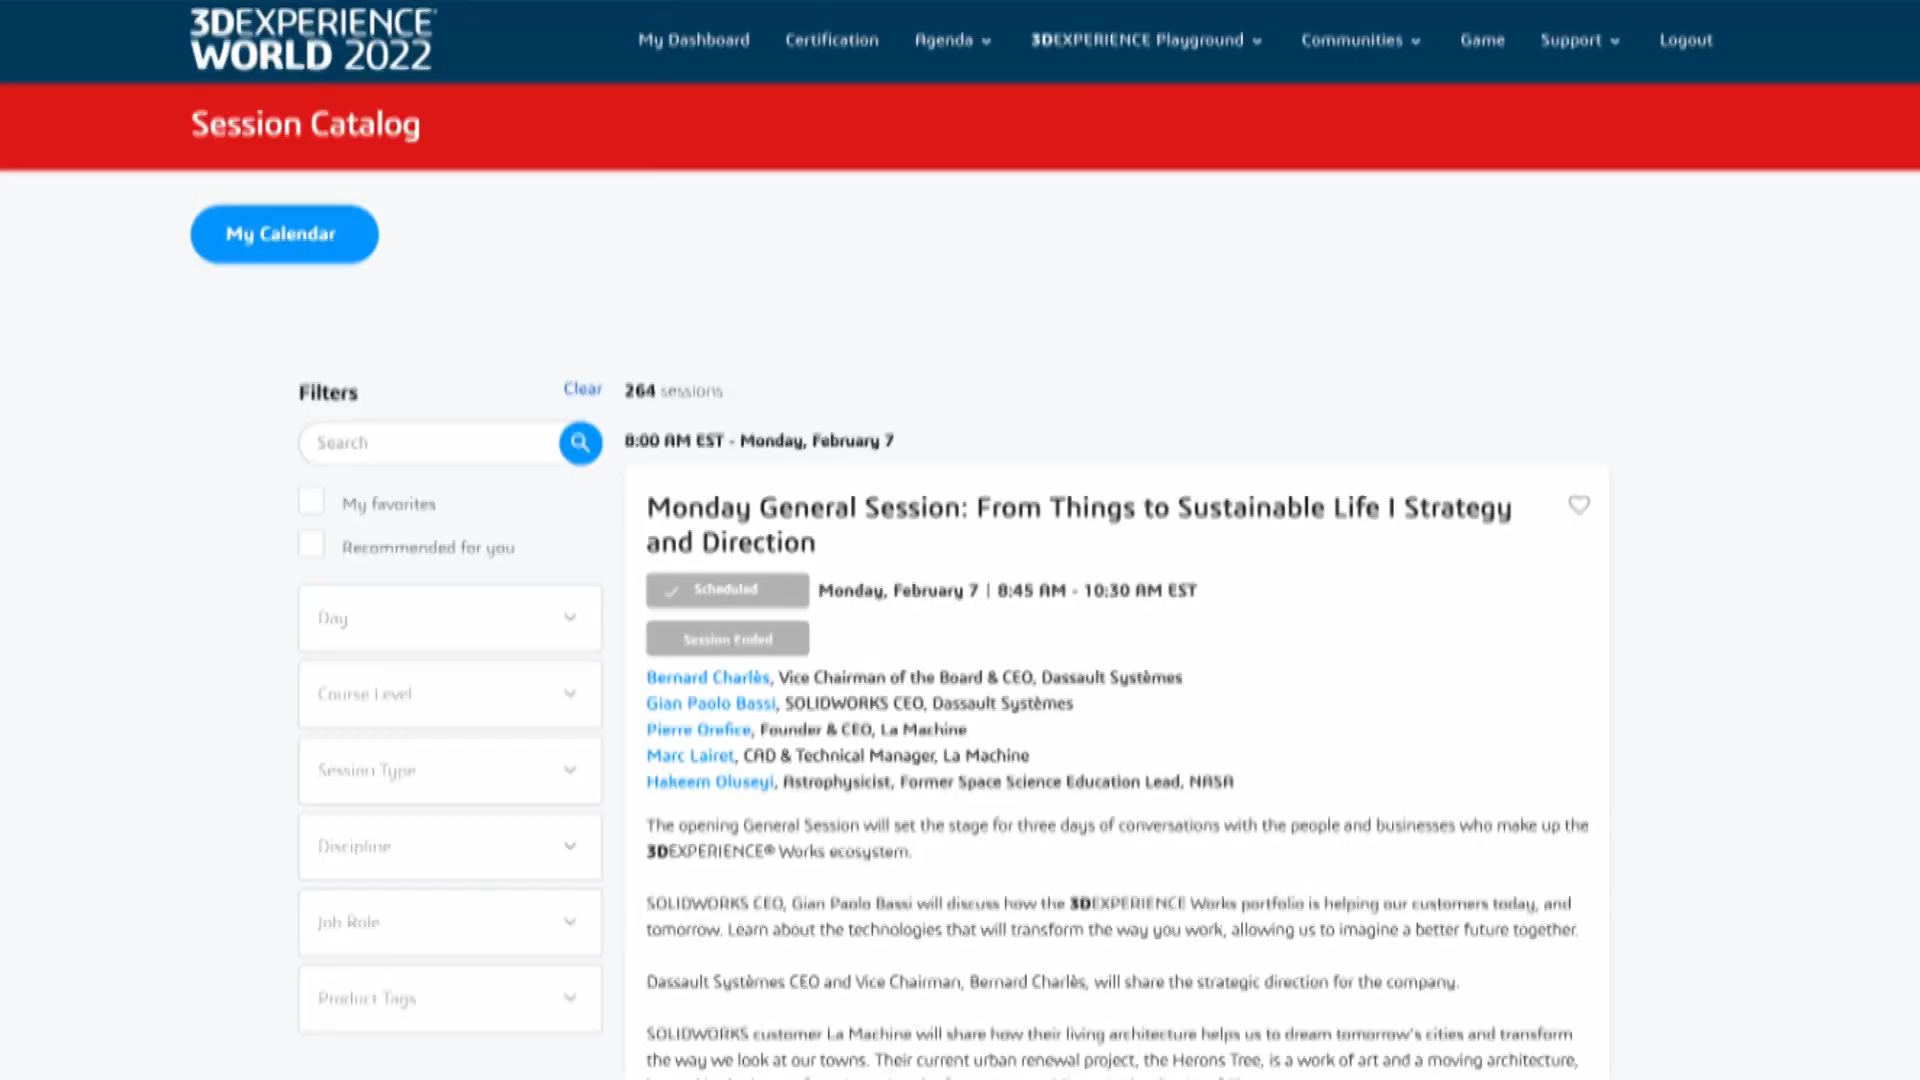 3DEXPERIENCE
WORLD 2022
My Dashboard Certification Agenda 3DEXPERIENCE Playground Communities Game Support Logout
Session Catalog
My Calendar
Filters Clear
Search
My favorites
Recommended for you
Day
Course Level
Session Type
Discipline
Job Role
Product Tags
264 sessions
8:00 AM EST - Monday, February 7
Monday General Session: From Things to Sustainable Life I Strategy
and Direction
Scheduled Monday, February 7 | 8:45 AM - 10:30 AM EST
Session Ended
Bernard Charlès, Vice Chairman of the Board & CEO, Dassault Systèmes
Gian Paolo Bassi, SOLIDWORKS CEO, Dassault Systèmes
Pierre Orefice, Founder & CEO, La Machine
Marc Lairet, CAD & Technical Manager, La Machine
Hakeem Oluseyi, Astrophysicist, Former Space Science Education Lead, NASA
The opening General Session will set the stage for three days of conversations with the people and businesses who make up the
3DEXPERIENCE® Works ecosystem.
SOLIDWORKS CEO, Gian Paolo Bassi will discuss how the 3DEXPERIENCE Works portfolio is helping our customers today, and
tomorrow. Learn about the technologies that will transform the way you work, allowing us to imagine a better future together.
Dassault Systèmes CEO and Vice Chairman, Bernard Charlès, will share the strategic direction for the company.
SOLIDWORKS customer La Machine will share how their living architecture helps us to dream tomorrow's cities and transform
the way we look at our towns. Their current urban renewal project, the Herons Tree, is a work of art and a moving architecture,